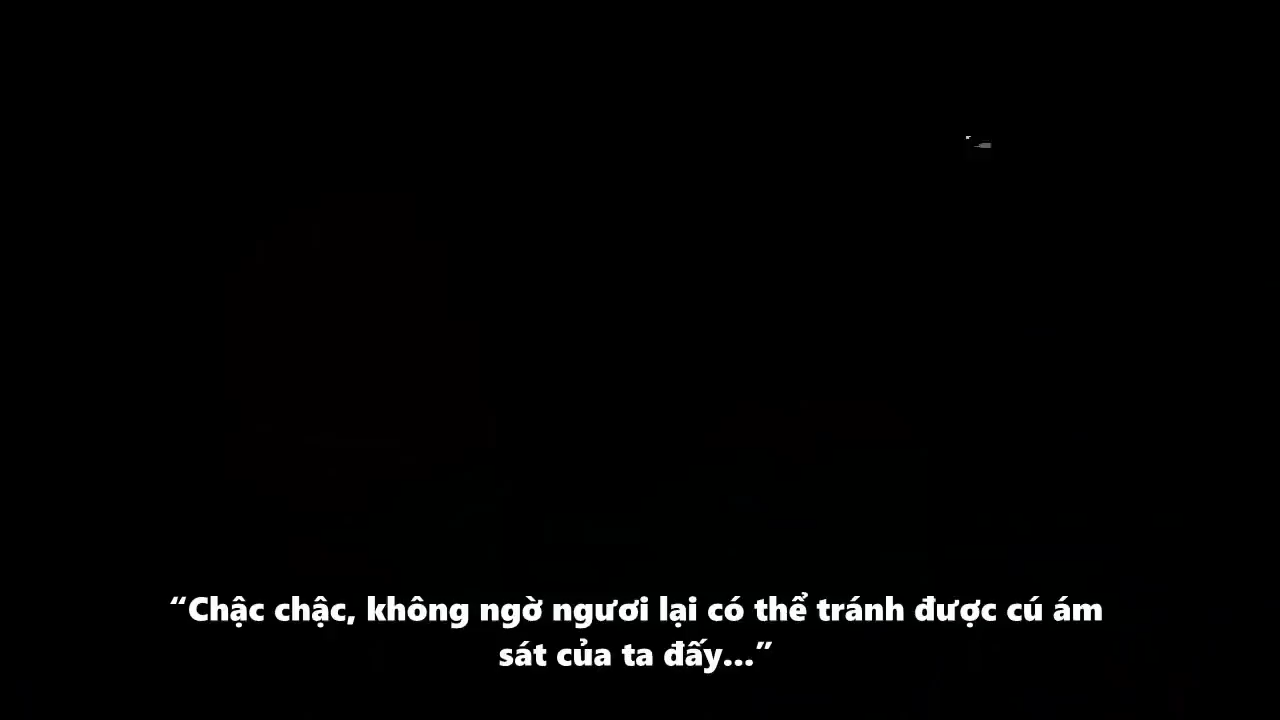 “Chậc chậc, không ngờ ngươi lại có thể tránh được cú ám
sát của ta đấy...”